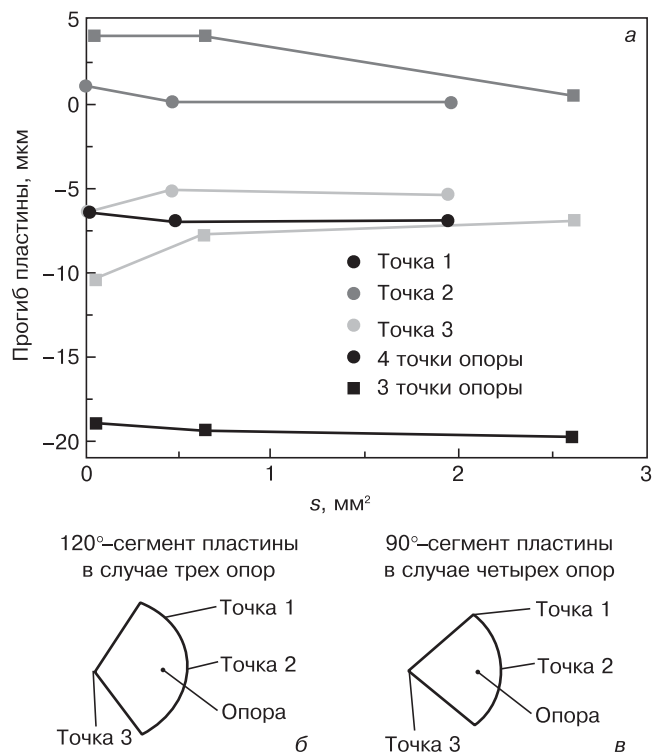 5
а
0
−5
−10
−15
−20
Прогиб пластины, мкм
Точка 1
Точка 2
Точка 3
4 точки опоры
3 точки опоры
0
1
2
3
s, мм²
120°–сегмент пластины
в случае трех опор
Точка 1
Точка 2
Опора
Точка 3
б
90°–сегмент пластины
в случае четырех опор
Точка 1
Точка 2
Опора
Точка 3
в